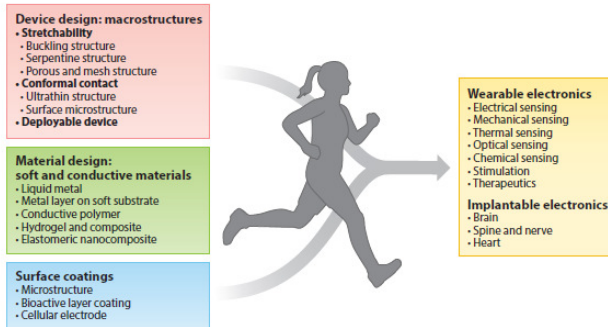 Device design: macrostructures
• Stretchability
• Buckling structure
• Serpentine structure
• Porous and mesh structure
• Conformal contact
• Ultrathin structure
• Surface microstructure
• Deployable device
Material design:
soft and conductive materials
• Liquid metal
• Metal layer on soft substrate
• Conductive polymer
• Hydrogel and composite
• Elastomeric nanocomposite
Surface coatings
• Microstructure
• Bioactive layer coating
• Cellular electrode
Wearable electronics
• Electrical sensing
• Mechanical sensing
• Thermal sensing
• Optical sensing
• Chemical sensing
• Stimulation
• Therapeutics
Implantable electronics
• Brain
• Spine and nerve
• Heart